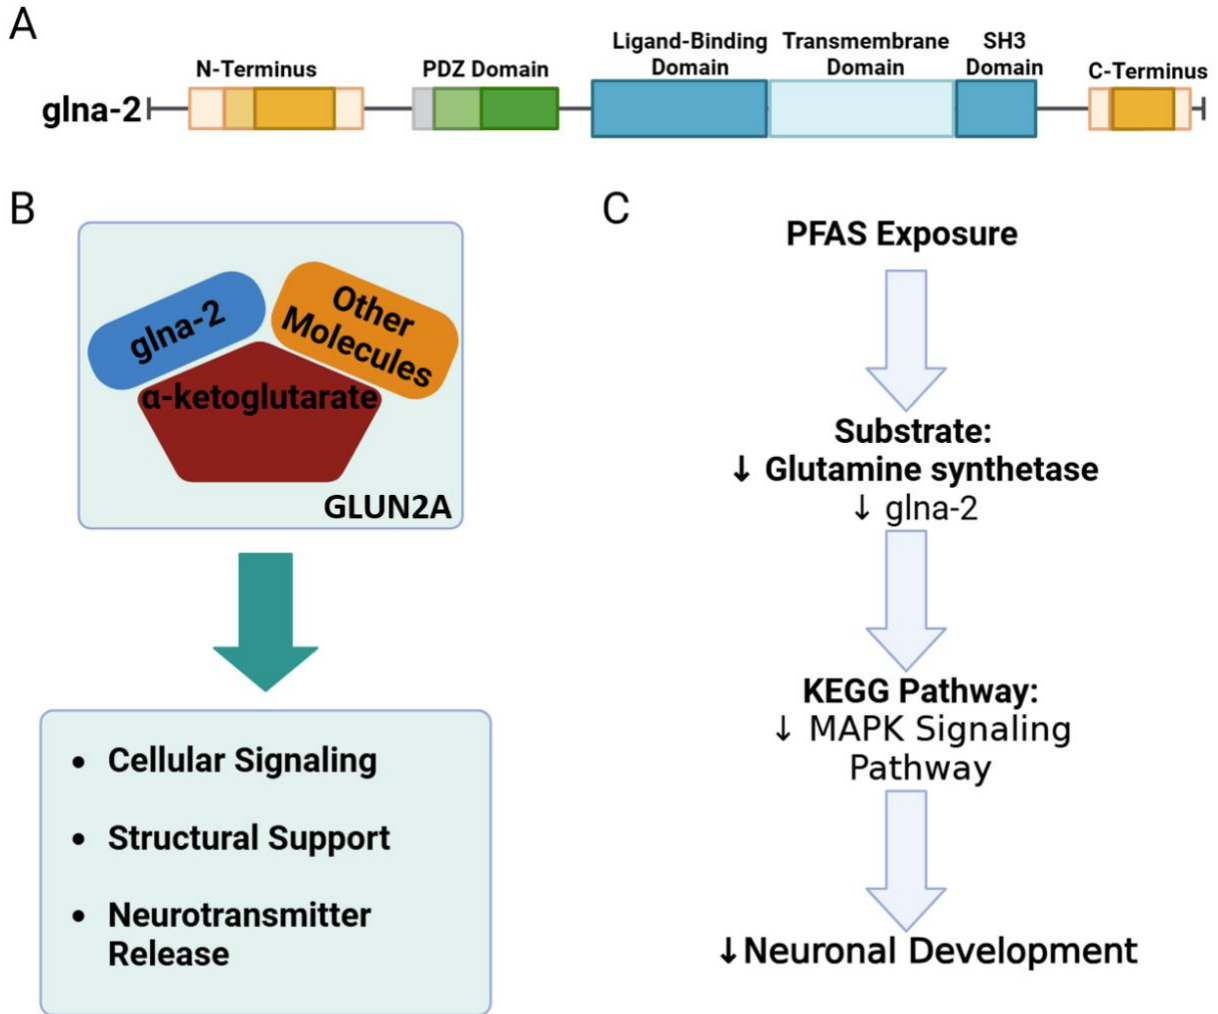 A
N-Terminus
PDZ Domain
Ligand-Binding
Domain
Transmembrane
Domain
SH3
Domain
C-Terminus
glna-2
B
glna-2
Other
Molecules
α-ketoglutarate
GLUN2A
• Cellular Signaling
• Structural Support
• Neurotransmitter
Release
C
PFAS Exposure
Substrate:
↓ Glutamine synthetase
↓ glna-2
KEGG Pathway:
↓ MAPK Signaling
Pathway
↓Neuronal Development